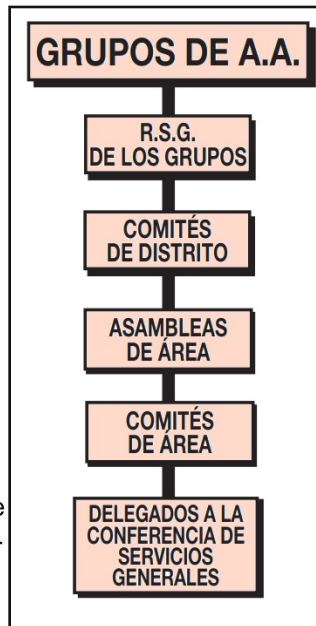 GRUPOS DE A.A.
R.S.G.
DE LOS GRUPOS
COMITÉS
DE DISTRITO
ASAMBLEAS
DE ÁREA
COMITÉS
DE ÁREA
DELEGADOS A LA
CONFERENCIA DE
SERVICIOS
GENERALES